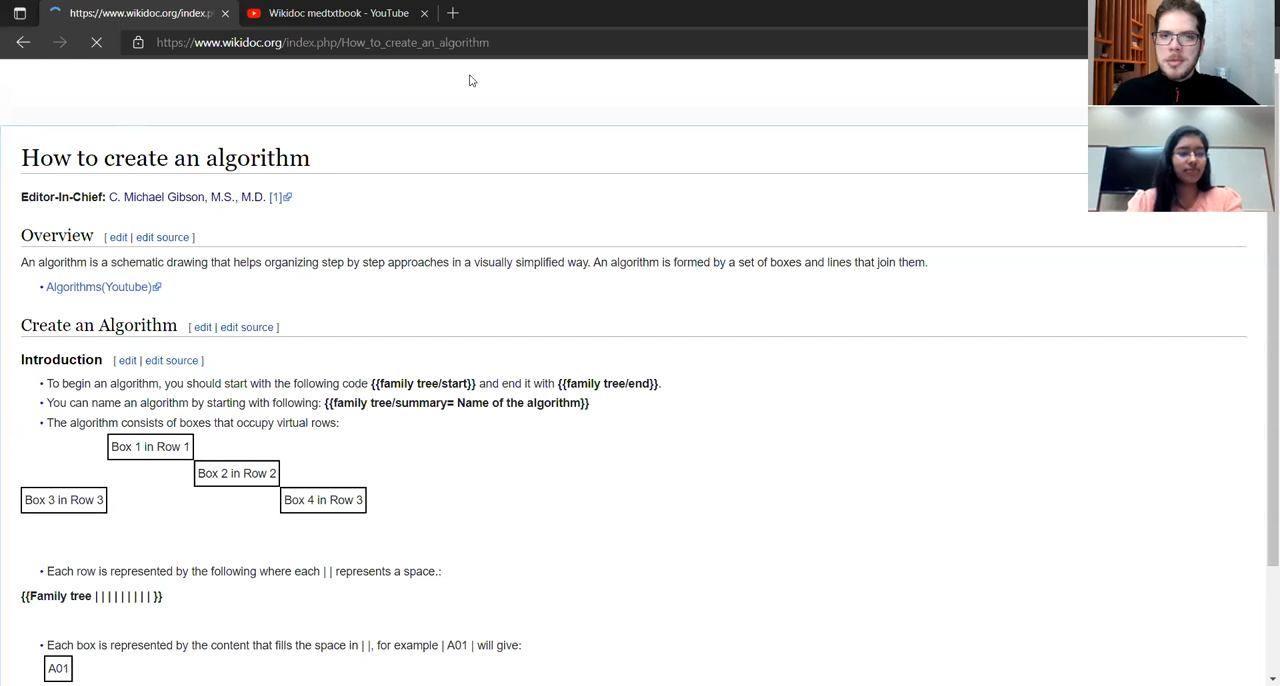 https://www.wikidoc.org/index.p
Wikidoc medtxtbook - YouTube
https://www.wikidoc.org/index.php/How_to_create_an_algorithm
How to create an algorithm
Editor-In-Chief: C. Michael Gibson, M.S., M.D. [1]
Overview [ edit | edit source ]
An algorithm is a schematic drawing that helps organizing step by step approaches in a visually simplified way. An algorithm is formed by a set of boxes and lines that join them.
• Algorithms(Youtube)
Create an Algorithm [ edit | edit source ]
Introduction [ edit | edit source ]
• To begin an algorithm, you should start with the following code {{family tree/start}} and end it with {{family tree/end}}.
• You can name an algorithm by starting with following: {{family tree/summary= Name of the algorithm}}
• The algorithm consists of boxes that occupy virtual rows:
Box 1 in Row 1
Box 2 in Row 2
Box 3 in Row 3 Box 4 in Row 3
• Each row is represented by the following where each | | represents a space.:
{{Family tree | | | | | | | | | }}
• Each box is represented by the content that fills the space in | |, for example | A01 | will give:
A01